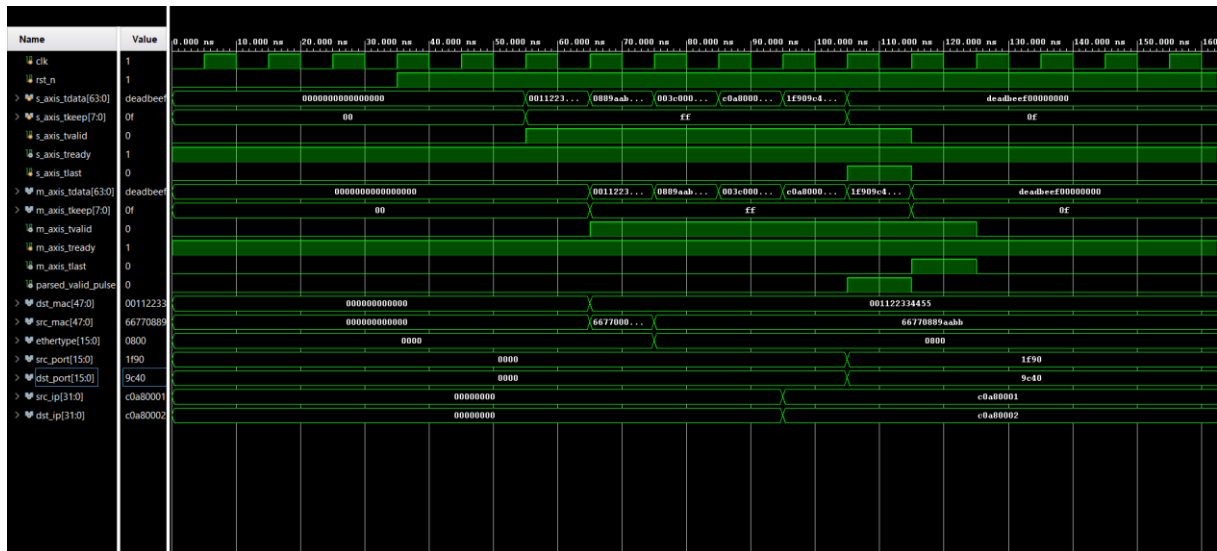 Name Value 0.000 ns 10.000 ns 20.000 ns 30.000 ns 40.000 ns 50.000 ns 60.000 ns 70.000 ns 80.000 ns 90.000 ns 100.000 ns 110.000 ns 120.000 ns 130.000 ns 140.000 ns 150.000 ns 160
clk 1
rst_n 1
s_axis_tdata[63:0] deadbeef 0000000000000000 0011223... 0889aab... 003c000... c0a8000... 1f909c4... deadbeef00000000
s_axis_tkeep[7:0] 0f 00 ff 0f
s_axis_tvalid 0
s_axis_tready 1
s_axis_tlast 0
m_axis_tdata[63:0] deadbeef 0000000000000000 0011223... 0889aab... 003c000... c0a8000... 1f909c4... deadbeef00000000
m_axis_tkeep[7:0] 0f 00 ff 0f
m_axis_tvalid 0
m_axis_tready 1
m_axis_tlast 0
parsed_valid_pulse 0
dst_mac[47:0] 00112233 000000000000 001122334455
src_mac[47:0] 66770889 000000000000 6677000... 66770889aabb
ethertype[15:0] 0800 0000 0800
src_port[15:0] 1f90 0000 1f90
dst_port[15:0] 9c40 0000 9c40
src_ip[31:0] c0a80001 00000000 c0a80001
dst_ip[31:0] c0a80002 00000000 c0a80002